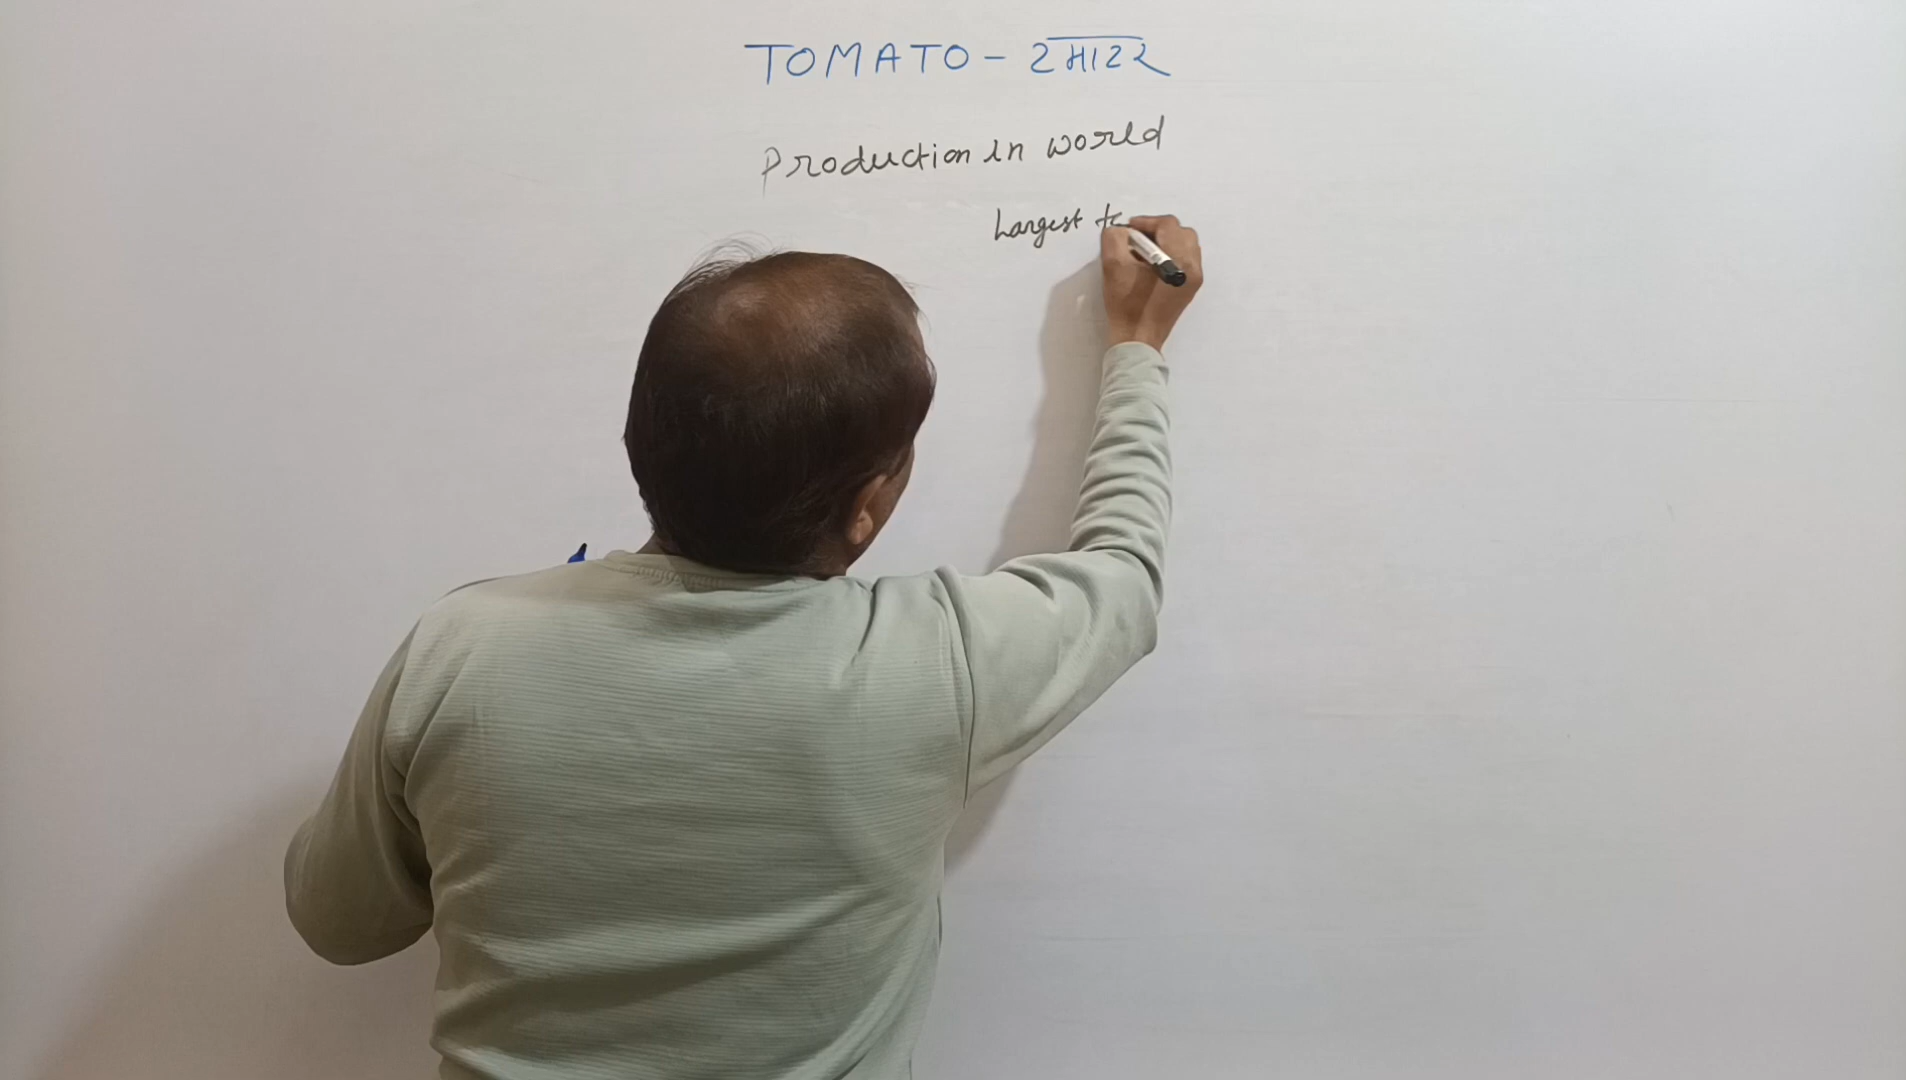 TOMATO - टमाटर
Production in world
Largest